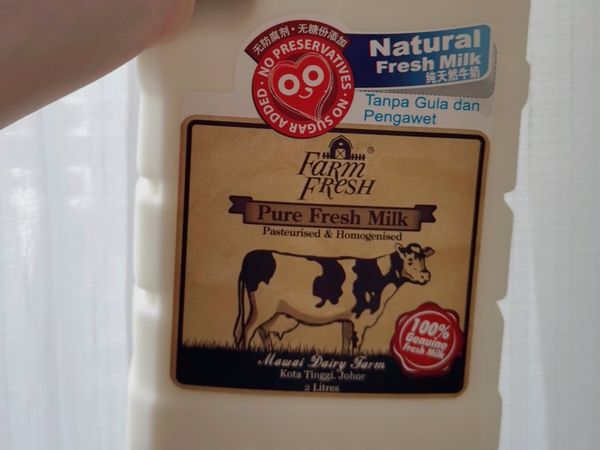 无防腐剂·无糖份添加
NO PRESERVATIVES
NO SUGAR ADDED
Natural
Fresh Milk
纯天然牛奶
Tanpa Gula dan
Pengawet
FARM
FRESH®
Pure Fresh Milk
Pasteurised & Homogenised
100%
Genuine
Fresh Milk
Mawai Dairy Farm
Kota Tinggi, Johor
2 Litres